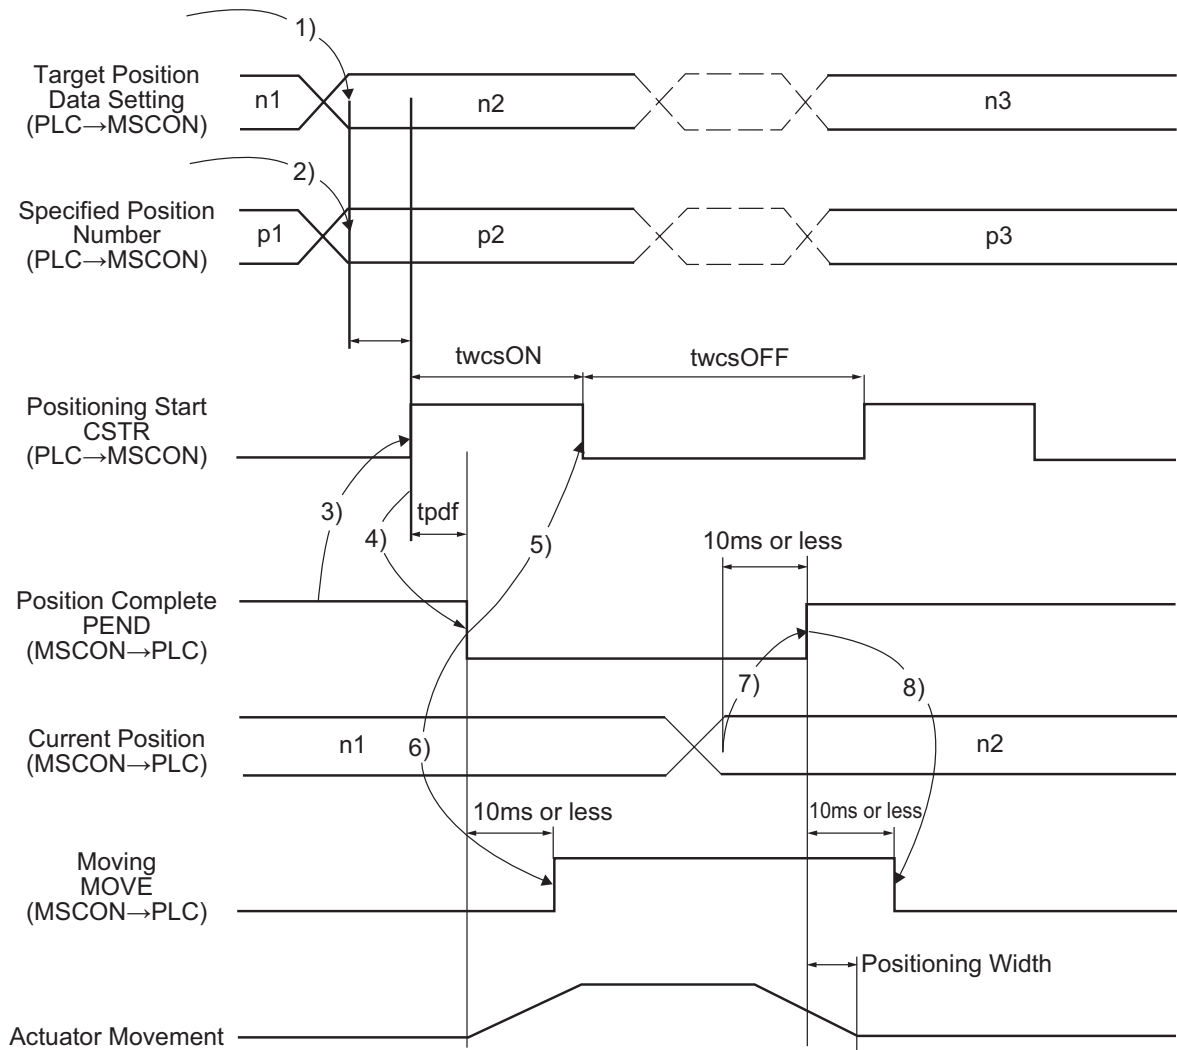 1)
Target Position
Data Setting
(PLC→MSCON)
n1
n2
n3
2)
Specified Position
Number
(PLC→MSCON)
p1
p2
p3
twcsON
twcsOFF
Positioning Start
CSTR
(PLC→MSCON)
3)
4)
tpdf
5)
10ms or less
Position Complete
PEND
(MSCON→PLC)
7)
8)
Current Position
(MSCON→PLC)
n1
6)
n2
10ms or less
10ms or less
Moving
MOVE
(MSCON→PLC)
Positioning Width
Actuator Movement